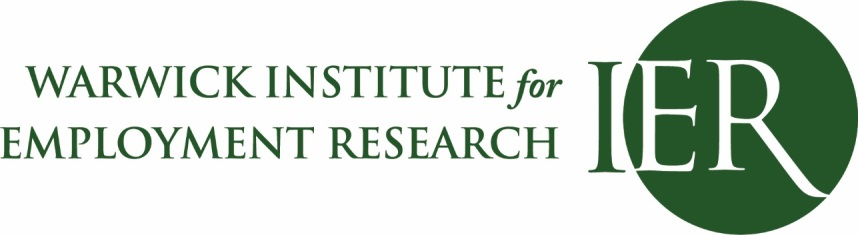 WARWICK INSTITUTE for
EMPLOYMENT RESEARCH
IER